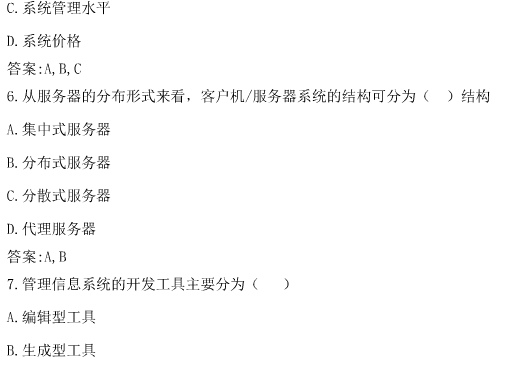 C.系统管理水平
D.系统价格
答案:A,B,C
6.从服务器的分布形式来看，客户机/服务器系统的结构可分为（  ）结构
A.集中式服务器
B.分布式服务器
C.分散式服务器
D.代理服务器
答案:A,B
7.管理信息系统的开发工具主要分为（   ）
A.编辑型工具
B.生成型工具